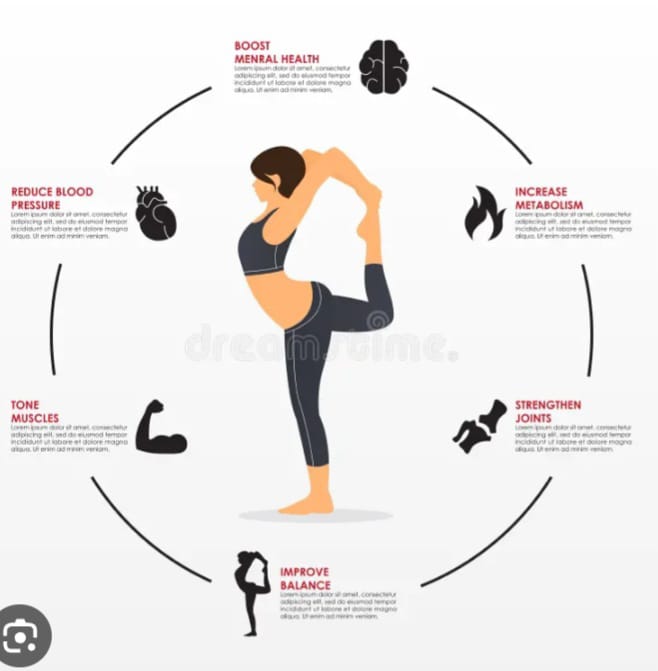 BOOST
MENRAL HEALTH
Lorem ipsum dolor sit amet, consectetur
adipiscing elit, sed eiusmod tempor
incididunt ut labore et dolore magna
aliqua. Ut enim ad minim veniam.
REDUCE BLOOD
PRESSURE
Lorem ipsum dolor sit amet, consectetur
adipiscing elit, sed eiusmod tempor
incididunt ut labore et dolore magna
aliqua. Ut enim ad minim veniam.
INCREASE
METABOLISM
Lorem ipsum dolor sit amet, consectetur
adipiscing elit, sed eiusmod tempor
incididunt ut labore et dolore magna
aliqua. Ut enim ad minim veniam.
dreamstime.
TONE
MUSCLES
Lorem ipsum dolor sit amet, consectetur
adipiscing elit, sed eiusmod tempor
incididunt ut labore et dolore magna
aliqua. Ut enim ad minim veniam.
STRENGTHEN
JOINTS
Lorem ipsum dolor sit amet, consectetur
adipiscing elit, sed eiusmod tempor
incididunt ut labore et dolore magna
aliqua. Ut enim ad minim veniam.
IMPROVE
BALANCE
Lorem ipsum dolor sit amet, consectetur
adipiscing elit, sed eiusmod tempor
incididunt ut labore et dolore magna
aliqua. Ut enim ad minim veniam.